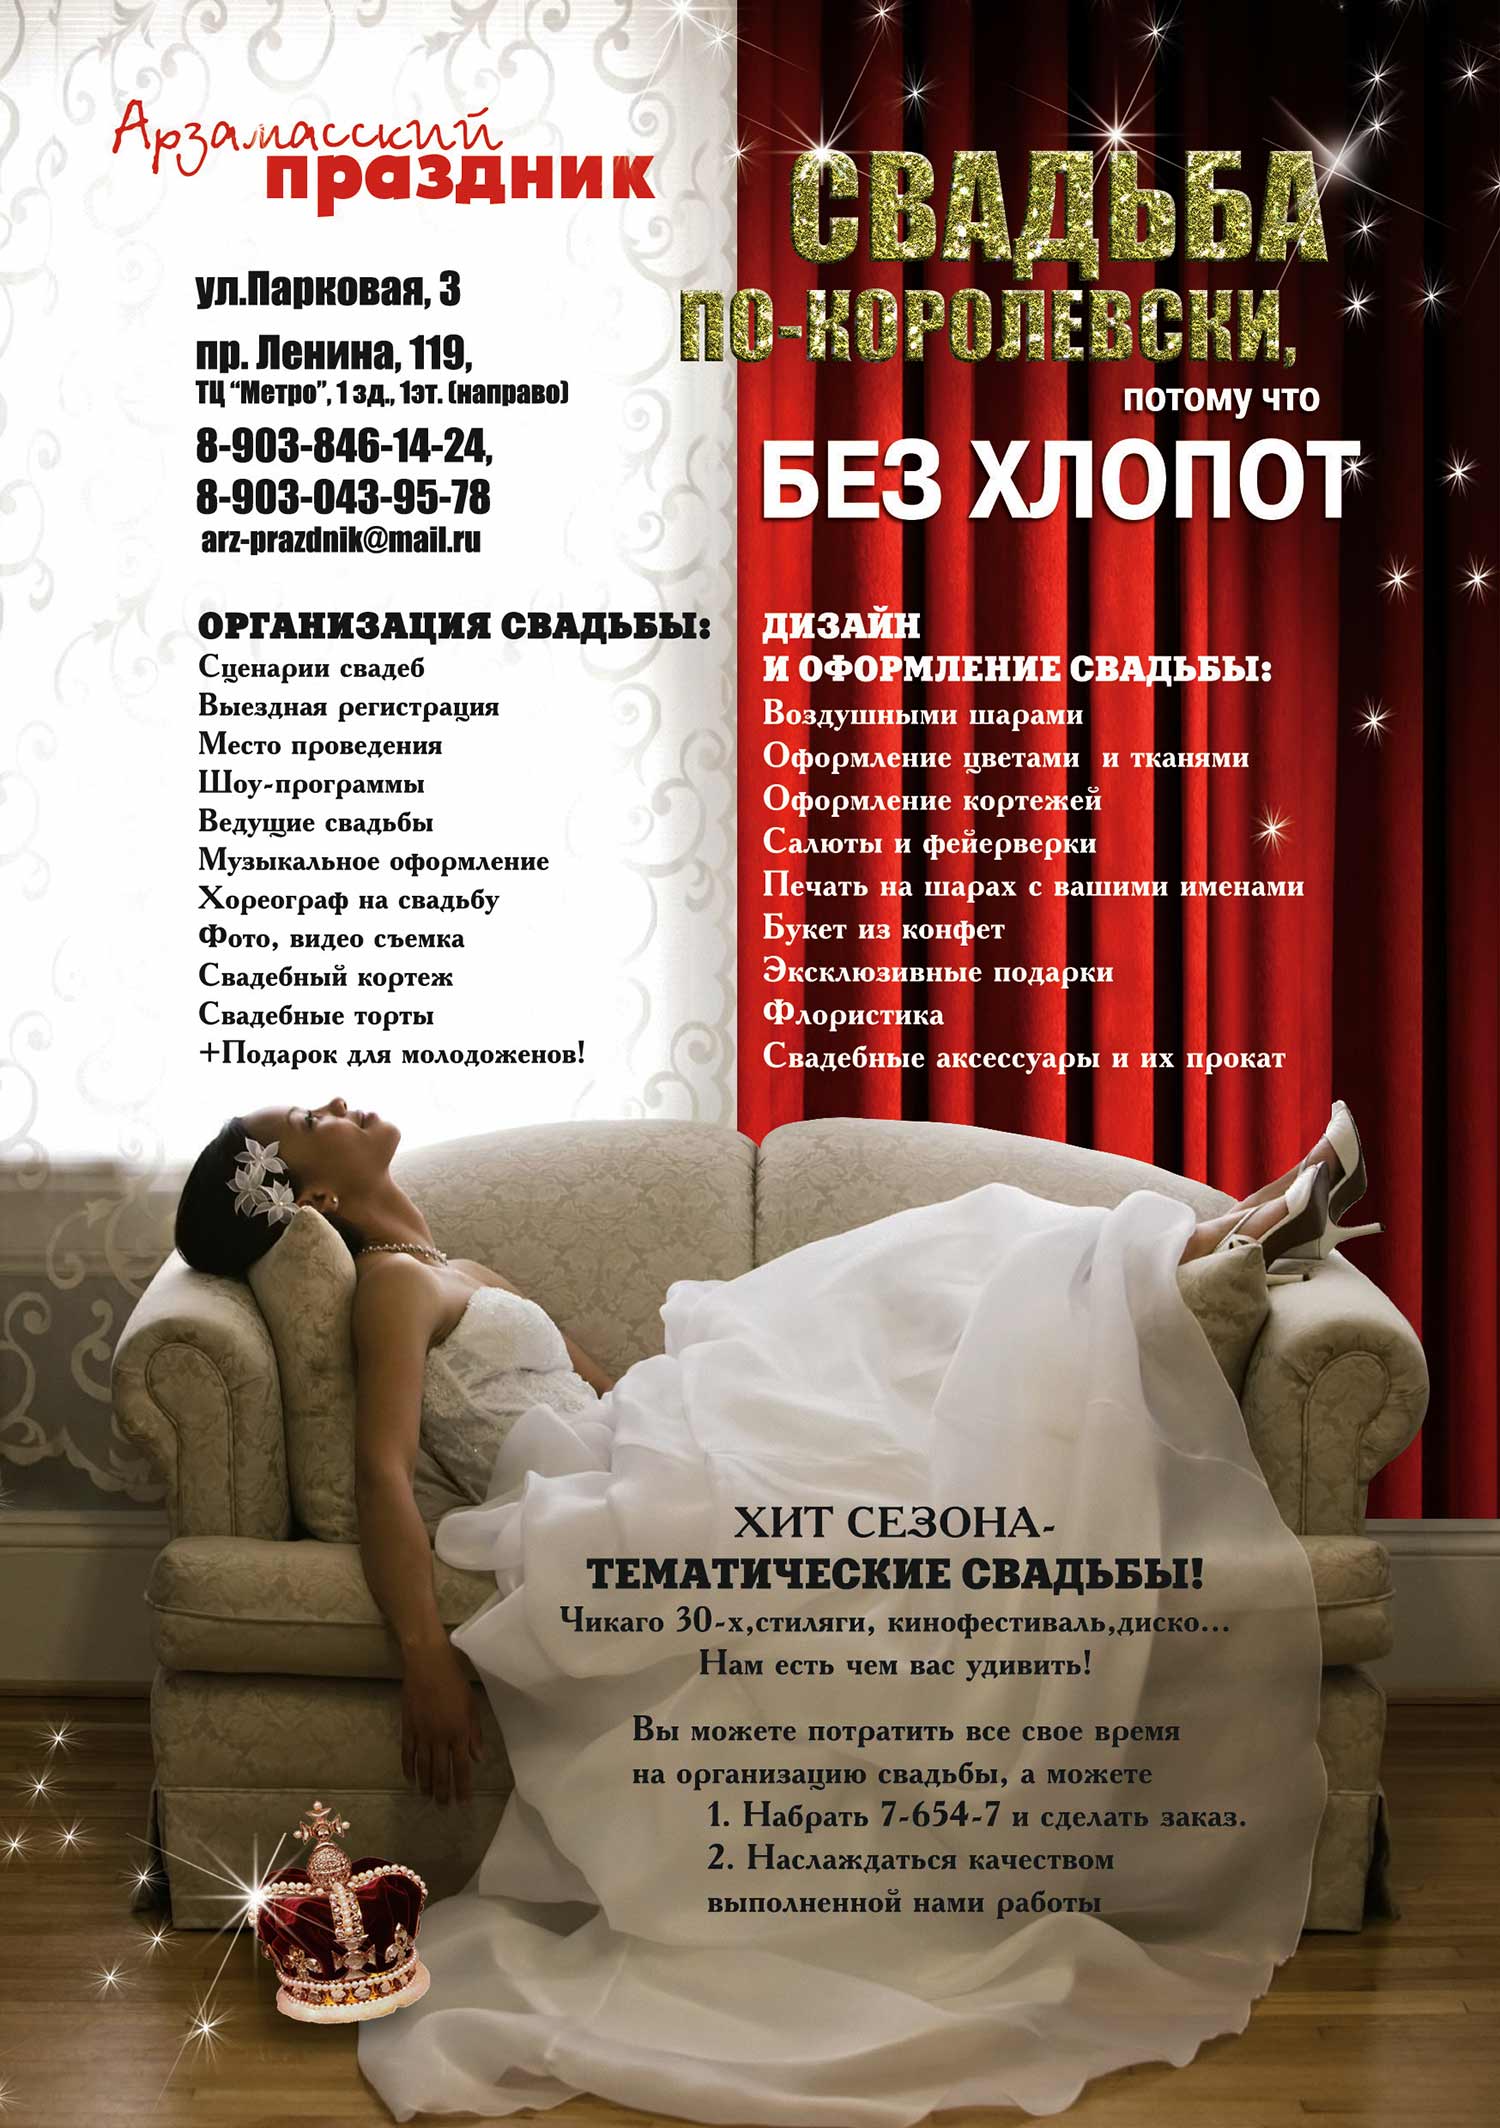 Арзамасский
праздник
ул.Парковая, 3
пр. Ленина, 119,
ТЦ “Метро”, 1 зд., 1эт. (направо)
8-903-846-14-24,
8-903-043-95-78
arz-prazdnik@mail.ru
СВАДЬБА
ПО-КОРОЛЕВСКИ,
потому что
БЕЗ ХЛОПОТ
ОРГАНИЗАЦИЯ СВАДЬБЫ:
Сценарии свадеб
Выездная регистрация
Место проведения
Шоу-программы
Ведущие свадьбы
Музыкальное оформление
Хореограф на свадьбу
Фото, видео съемка
Свадебный кортеж
Свадебные торты
+Подарок для молодоженов!
ДИЗАЙН
И ОФОРМЛЕНИЕ СВАДЬБЫ:
Воздушными шарами
Оформление цветами и тканями
Оформление кортежей
Салюты и фейерверки
Печать на шарах с вашими именами
Букет из конфет
Эксклюзивные подарки
Флористика
Свадебные аксессуары и их прокат
ХИТ СЕЗОНА-
ТЕМАТИЧЕСКИЕ СВАДЬБЫ!
Чикаго 30-х,стиляги, кинофестиваль,диско...
Нам есть чем вас удивить!
Вы можете потратить все свое время
на организацию свадьбы, а можете
1. Набрать 7-654-7 и сделать заказ.
2. Наслаждаться качеством
выполненной нами работы